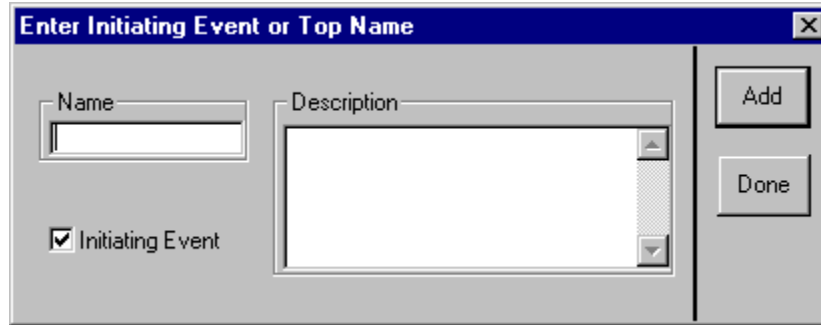 Enter Initiating Event or Top Name
Name
Description
Add
Done
Initiating Event